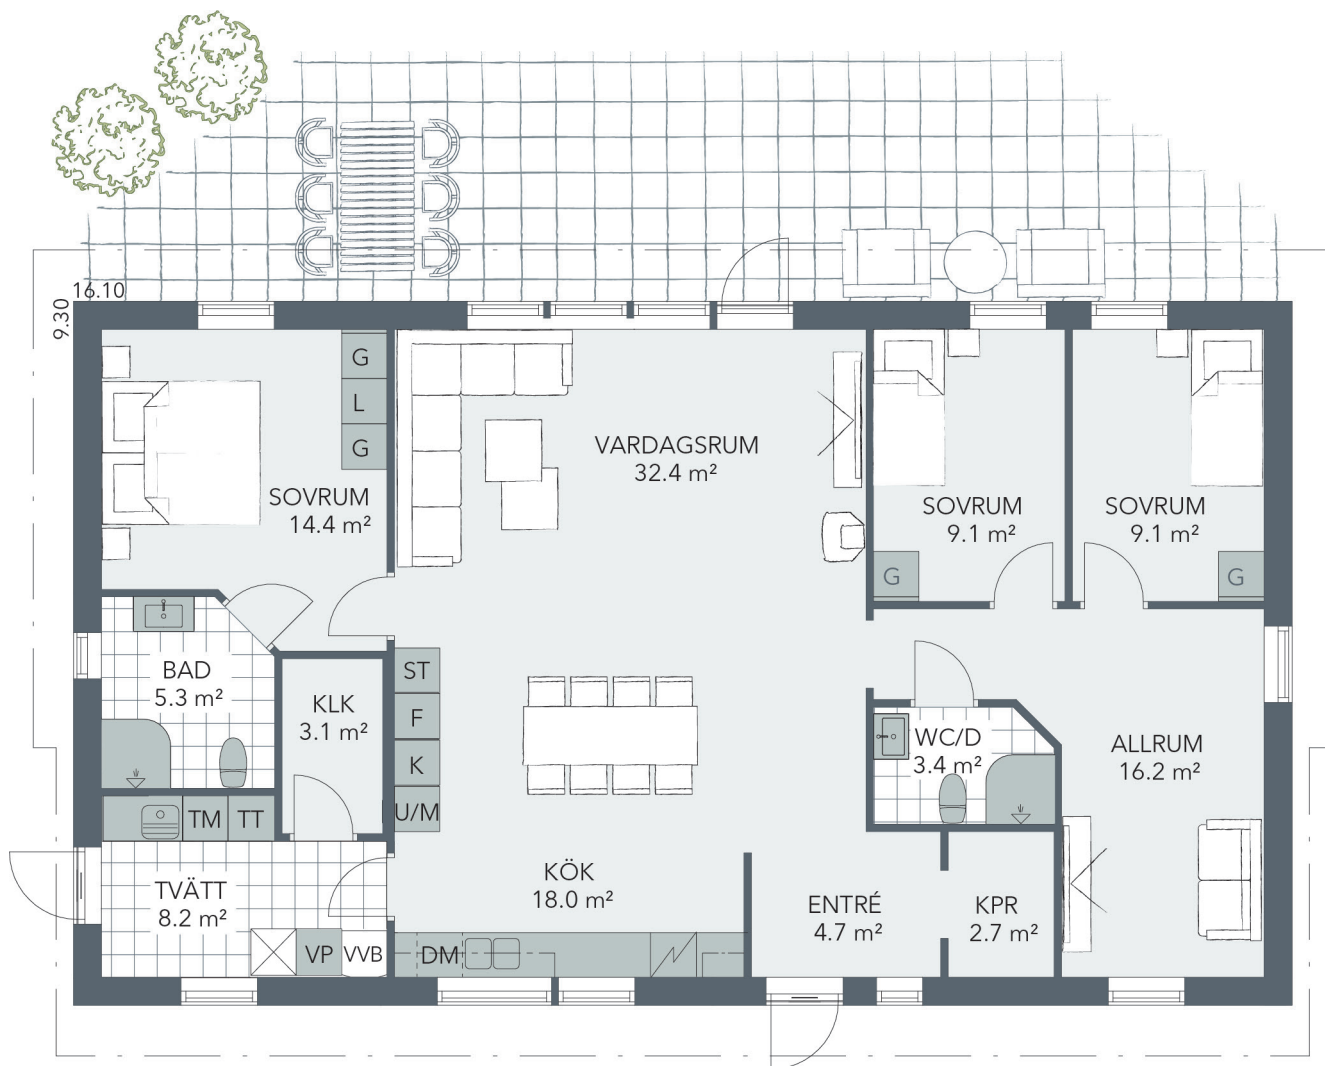 16.10
9.30
G
L
G
SOVRUM
14.4 m²
VARDAGSRUM
32.4 m²
SOVRUM
9.1 m²
G
SOVRUM
9.1 m²
G
BAD
5.3 m²
KLK
3.1 m²
ST
F
K
U/M
WC/D
3.4 m²
ALLRUM
16.2 m²
TM
TT
TVÄTT
8.2 m²
VP
VVB
KÖK
18.0 m²
DM
ENTRÉ
4.7 m²
KPR
2.7 m²